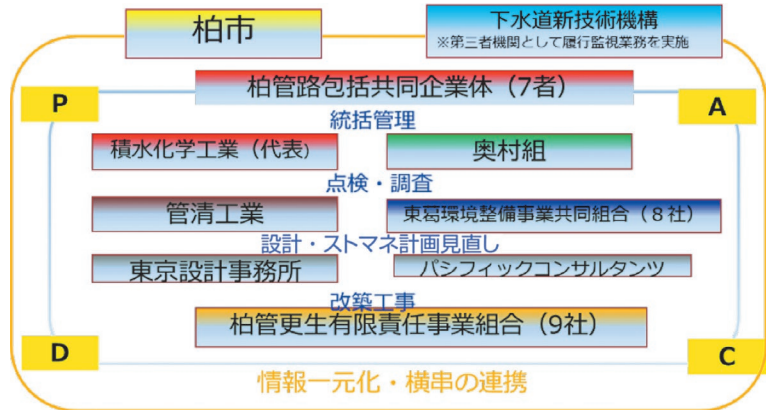 柏市
下水道新技術機構
※第三者機関として履行監視業務を実施
P
柏管路包括共同企業体（7者）
A
統括管理
積水化学工業（代表）
奥村組
点検・調査
管清工業
東葛環境整備事業共同組合（８社）
設計・ストマネ計画見直し
東京設計事務所
パシフィックコンサルタンツ
改築工事
柏管更生有限責任事業組合（9社）
D
C
情報一元化・横串の連携